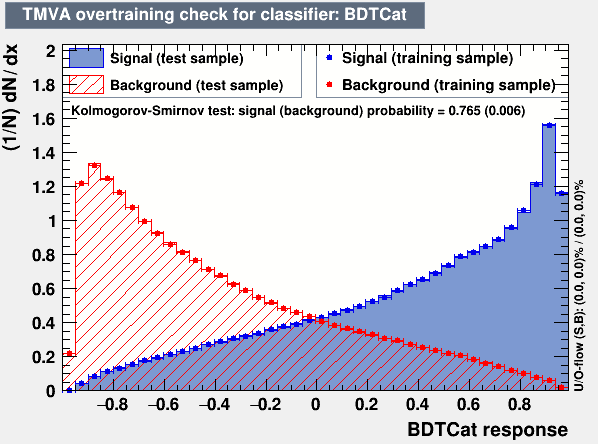 TMVA overtraining check for classifier: BDTCat
(1/N) dN / dx
Signal (test sample)
Background (test sample)
Signal (training sample)
Background (training sample)
Kolmogorov-Smirnov test: signal (background) probability = 0.765 (0.006)
2
1.8
1.6
1.4
1.2
1
0.8
0.6
0.4
0.2
0
−0.8 −0.6 −0.4 −0.2 0 0.2 0.4 0.6 0.8
BDTCat response
U/O-flow (S,B): (0.0, 0.0)% / (0.0, 0.0)%